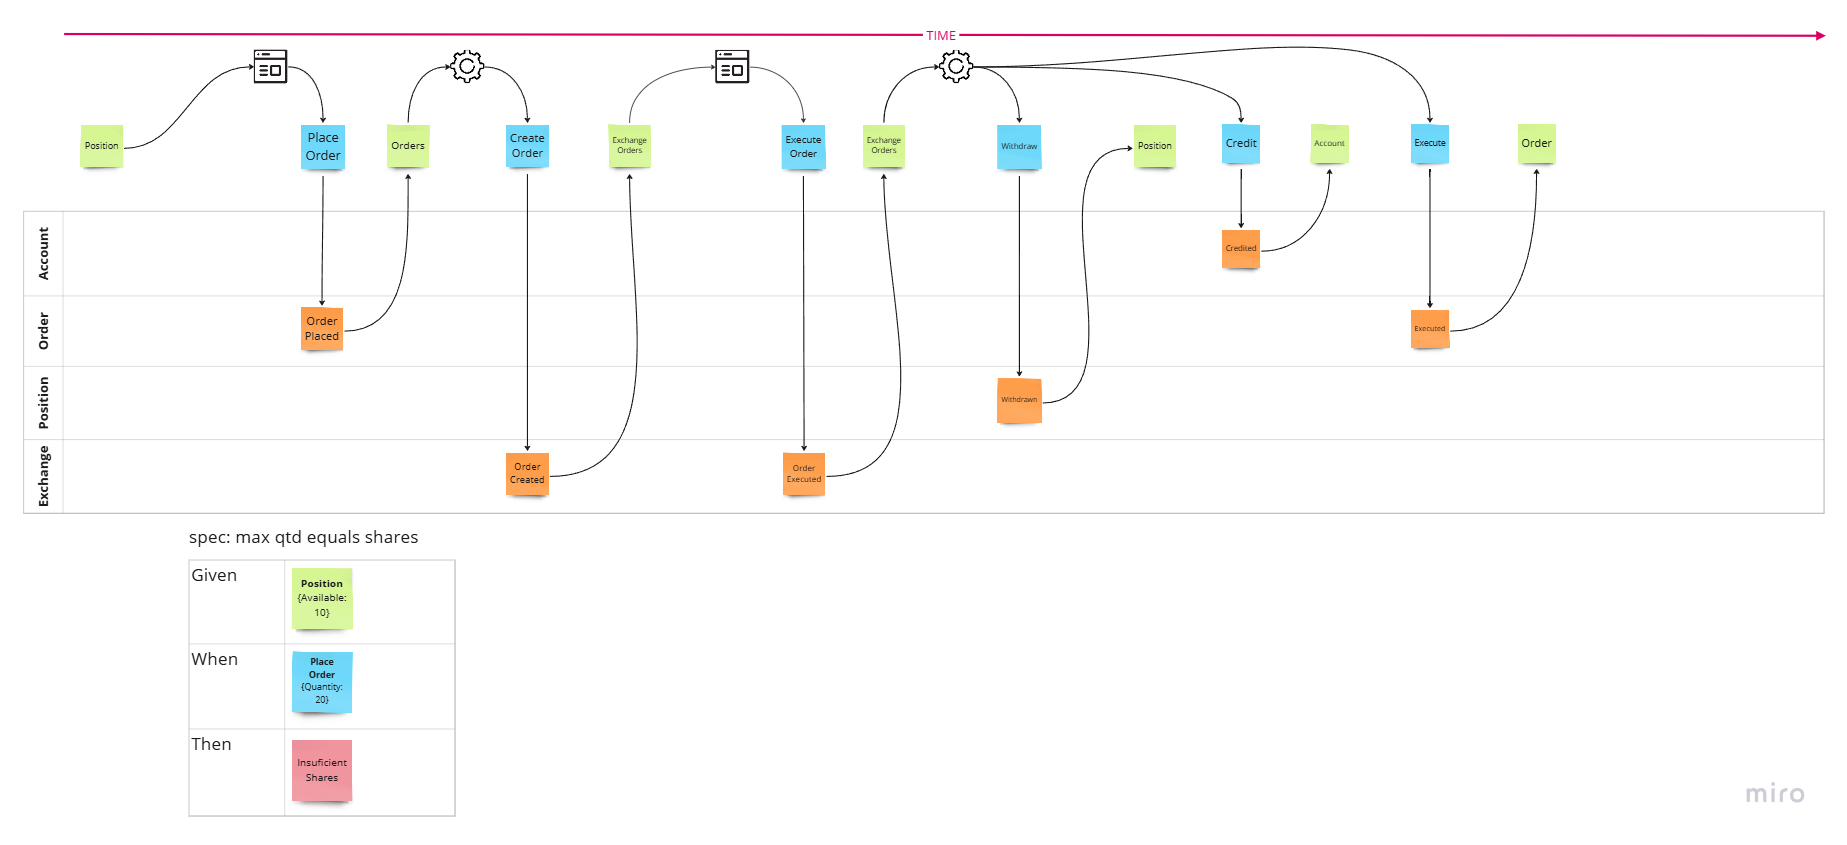 TIME
Position
Place
Order
Orders
Create
Order
Exchange
Orders
Execute
Order
Exchange
Orders
Withdraw
Position
Credit
Account
Execute
Order
Account
Credited
Order
Order
Placed
Executed
Position
Withdrawn
Exchange
Order
Created
Order
Executed
spec: max qtd equals shares
Given
Position
{Available:
10}
When
Place
Order
{Quantity:
20}
Then
Insuficient
Shares
miro